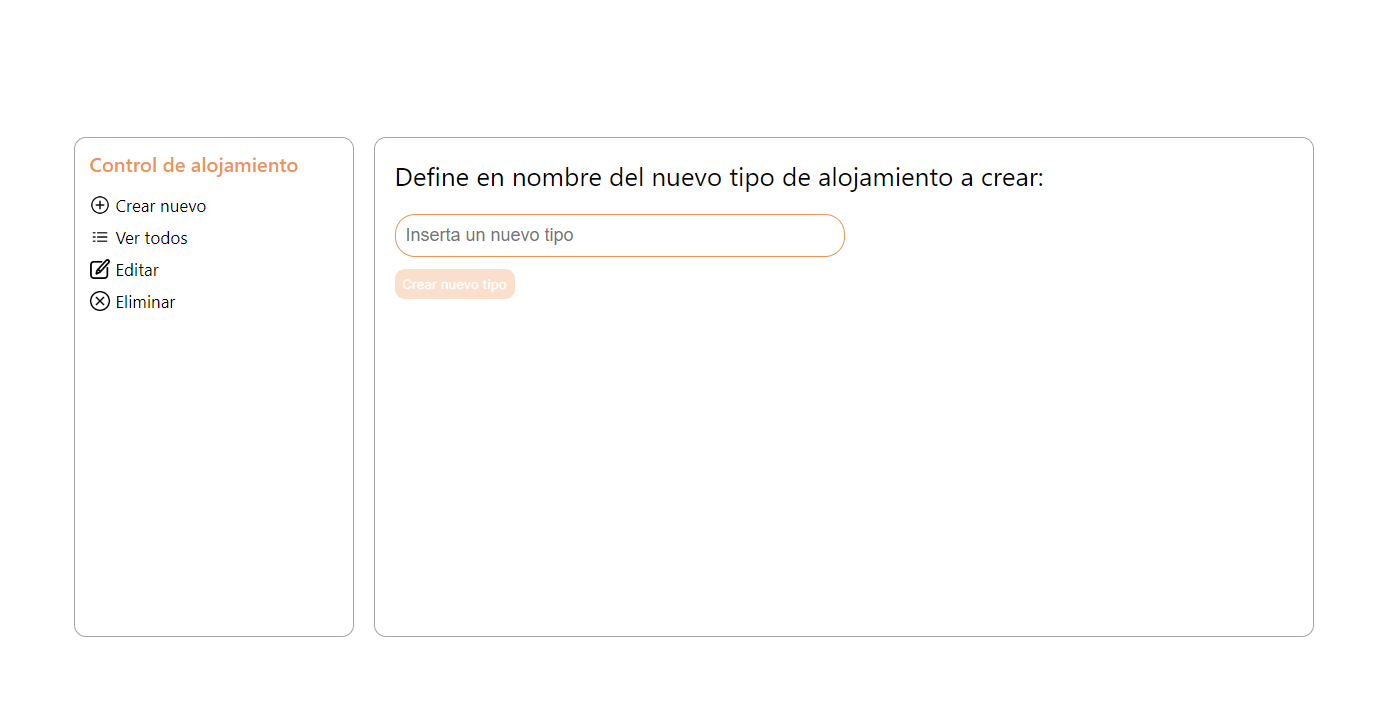 Control de alojamiento
Crear nuevo
Ver todos
Editar
Eliminar
Define en nombre del nuevo tipo de alojamiento a crear:
Inserta un nuevo tipo
Crear nuevo tipo